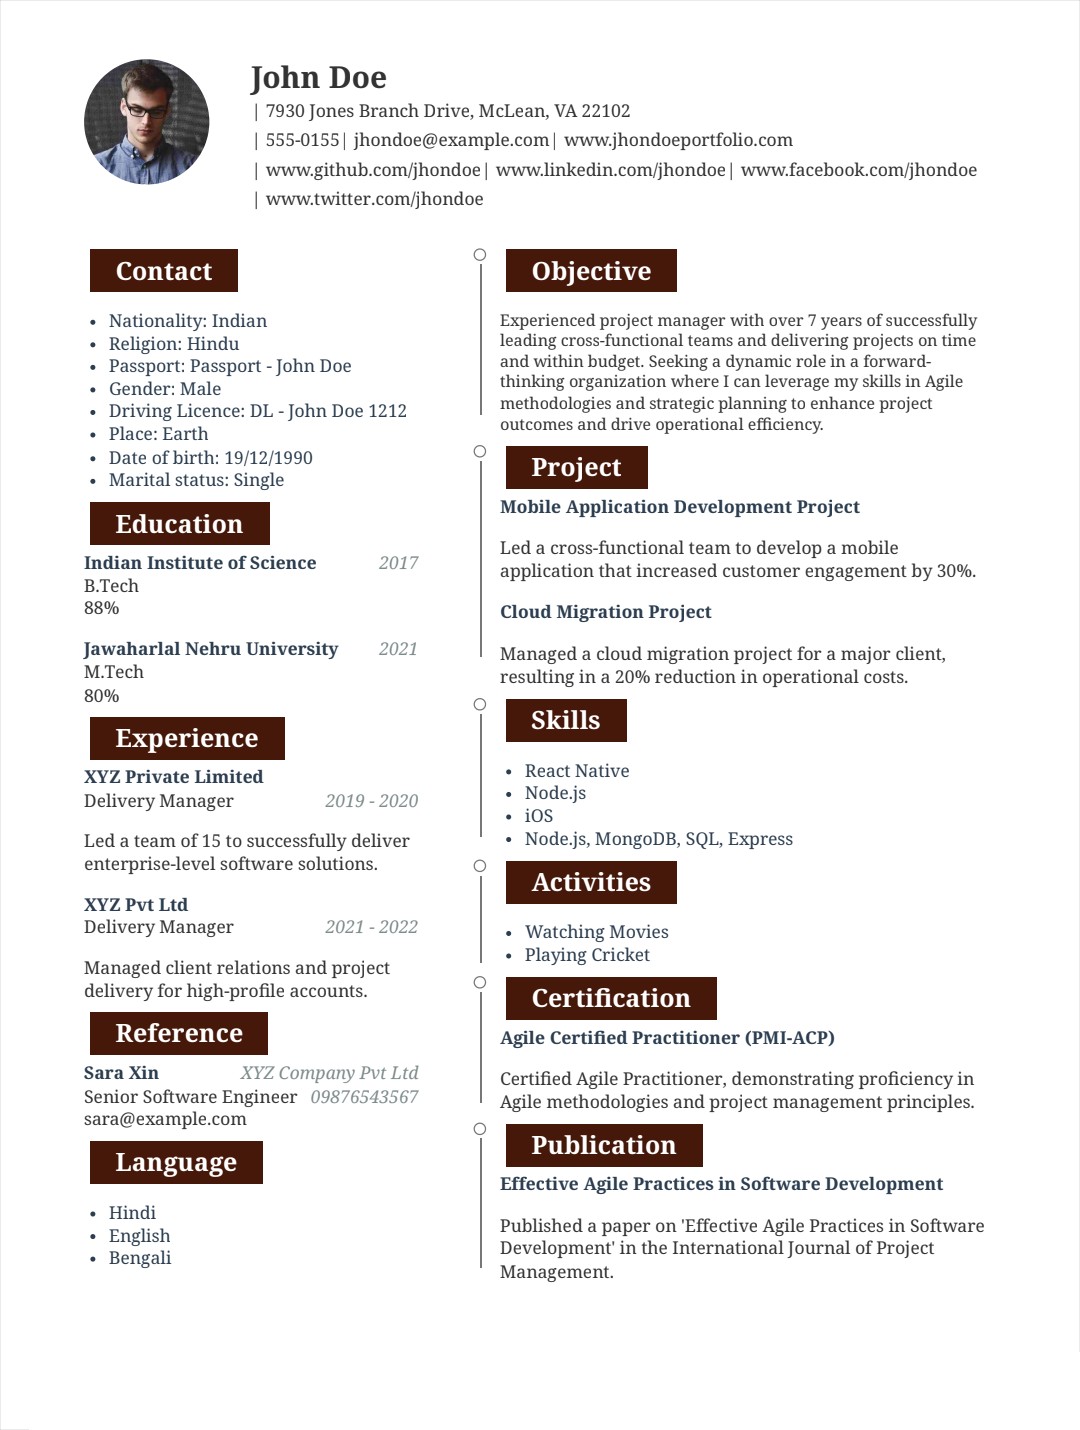 John Doe
| 7930 Jones Branch Drive, McLean, VA 22102
| 555-0155| jhondoe@example.com| www.jhondoeportfolio.com
| www.github.com/jhondoe| www.linkedin.com/jhondoe| www.facebook.com/jhondoe
| www.twitter.com/jhondoe
Contact
• Nationality: Indian
• Religion: Hindu
• Passport: Passport - John Doe
• Gender: Male
• Driving Licence: DL - John Doe 1212
• Place: Earth
• Date of birth: 19/12/1990
• Marital status: Single
Education
Indian Institute of Science 2017
B.Tech
88%
Jawaharlal Nehru University 2021
M.Tech
80%
Experience
XYZ Private Limited
Delivery Manager 2019 - 2020
Led a team of 15 to successfully deliver
enterprise-level software solutions.
XYZ Pvt Ltd
Delivery Manager 2021 - 2022
Managed client relations and project
delivery for high-profile accounts.
Reference
Sara Xin XYZ Company Pvt Ltd
Senior Software Engineer 09876543567
sara@example.com
Language
• Hindi
• English
• Bengali
Objective
Experienced project manager with over 7 years of successfully
leading cross-functional teams and delivering projects on time
and within budget. Seeking a dynamic role in a forward-
thinking organization where I can leverage my skills in Agile
methodologies and strategic planning to enhance project
outcomes and drive operational efficiency.
Project
Mobile Application Development Project
Led a cross-functional team to develop a mobile
application that increased customer engagement by 30%.
Cloud Migration Project
Managed a cloud migration project for a major client,
resulting in a 20% reduction in operational costs.
Skills
• React Native
• Node.js
• iOS
• Node.js, MongoDB, SQL, Express
Activities
• Watching Movies
• Playing Cricket
Certification
Agile Certified Practitioner (PMI-ACP)
Certified Agile Practitioner, demonstrating proficiency in
Agile methodologies and project management principles.
Publication
Effective Agile Practices in Software Development
Published a paper on 'Effective Agile Practices in Software
Development' in the International Journal of Project
Management.